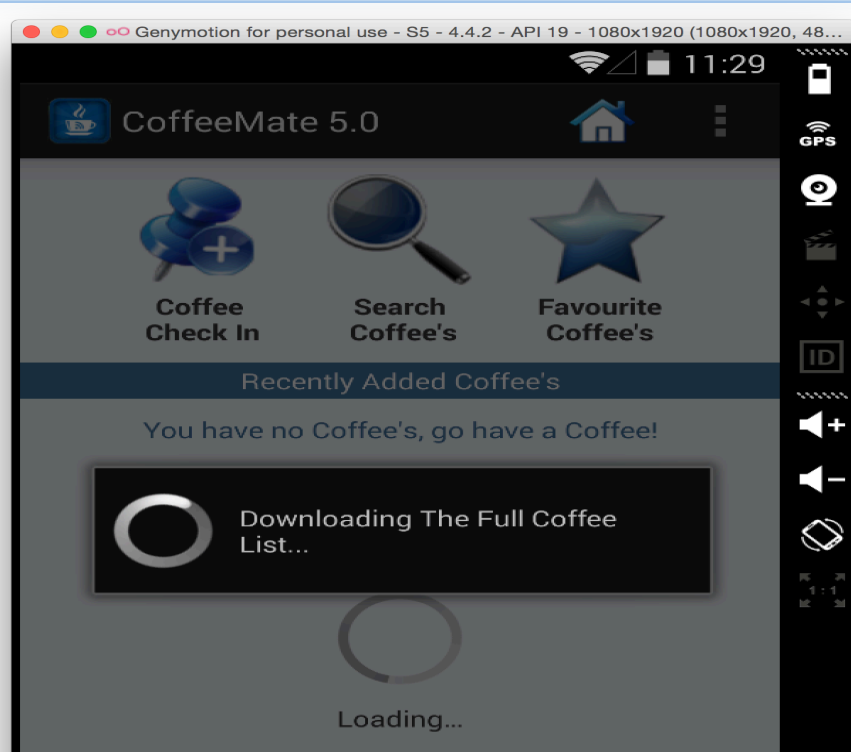 Genymotion for personal use - S5 - 4.4.2 - API 19 - 1080x1920 (1080x1920, 48...
11:29
CoffeeMate 5.0
GPS
Coffee
Check In
Search
Coffee's
Favourite
Coffee's
ID
Recently Added Coffee's
You have no Coffee's, go have a Coffee!
Downloading The Full Coffee
List...
1:1
Loading...